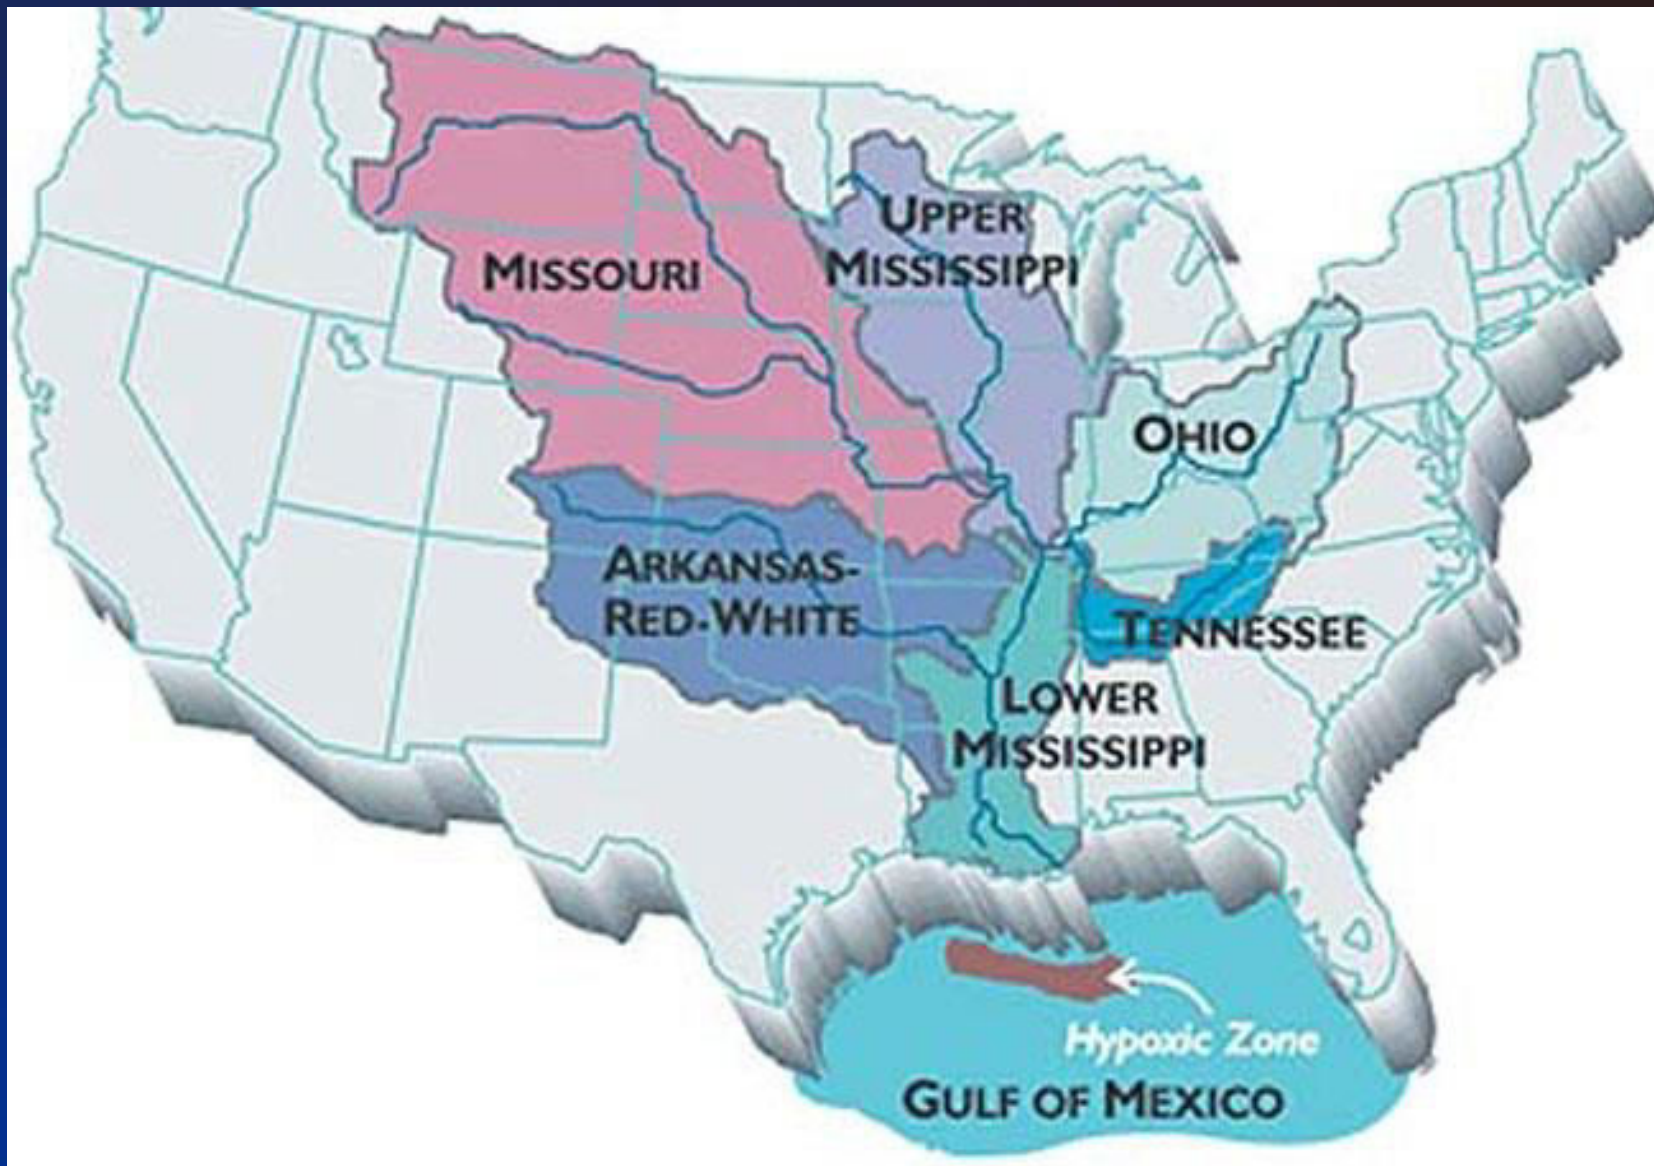 UPPER
MISSISSIPPI
MISSOURI
OHIO
ARKANSAS-
RED-WHITE
TENNESSEE
LOWER
MISSISSIPPI
Hypoxic Zone
GULF OF MEXICO